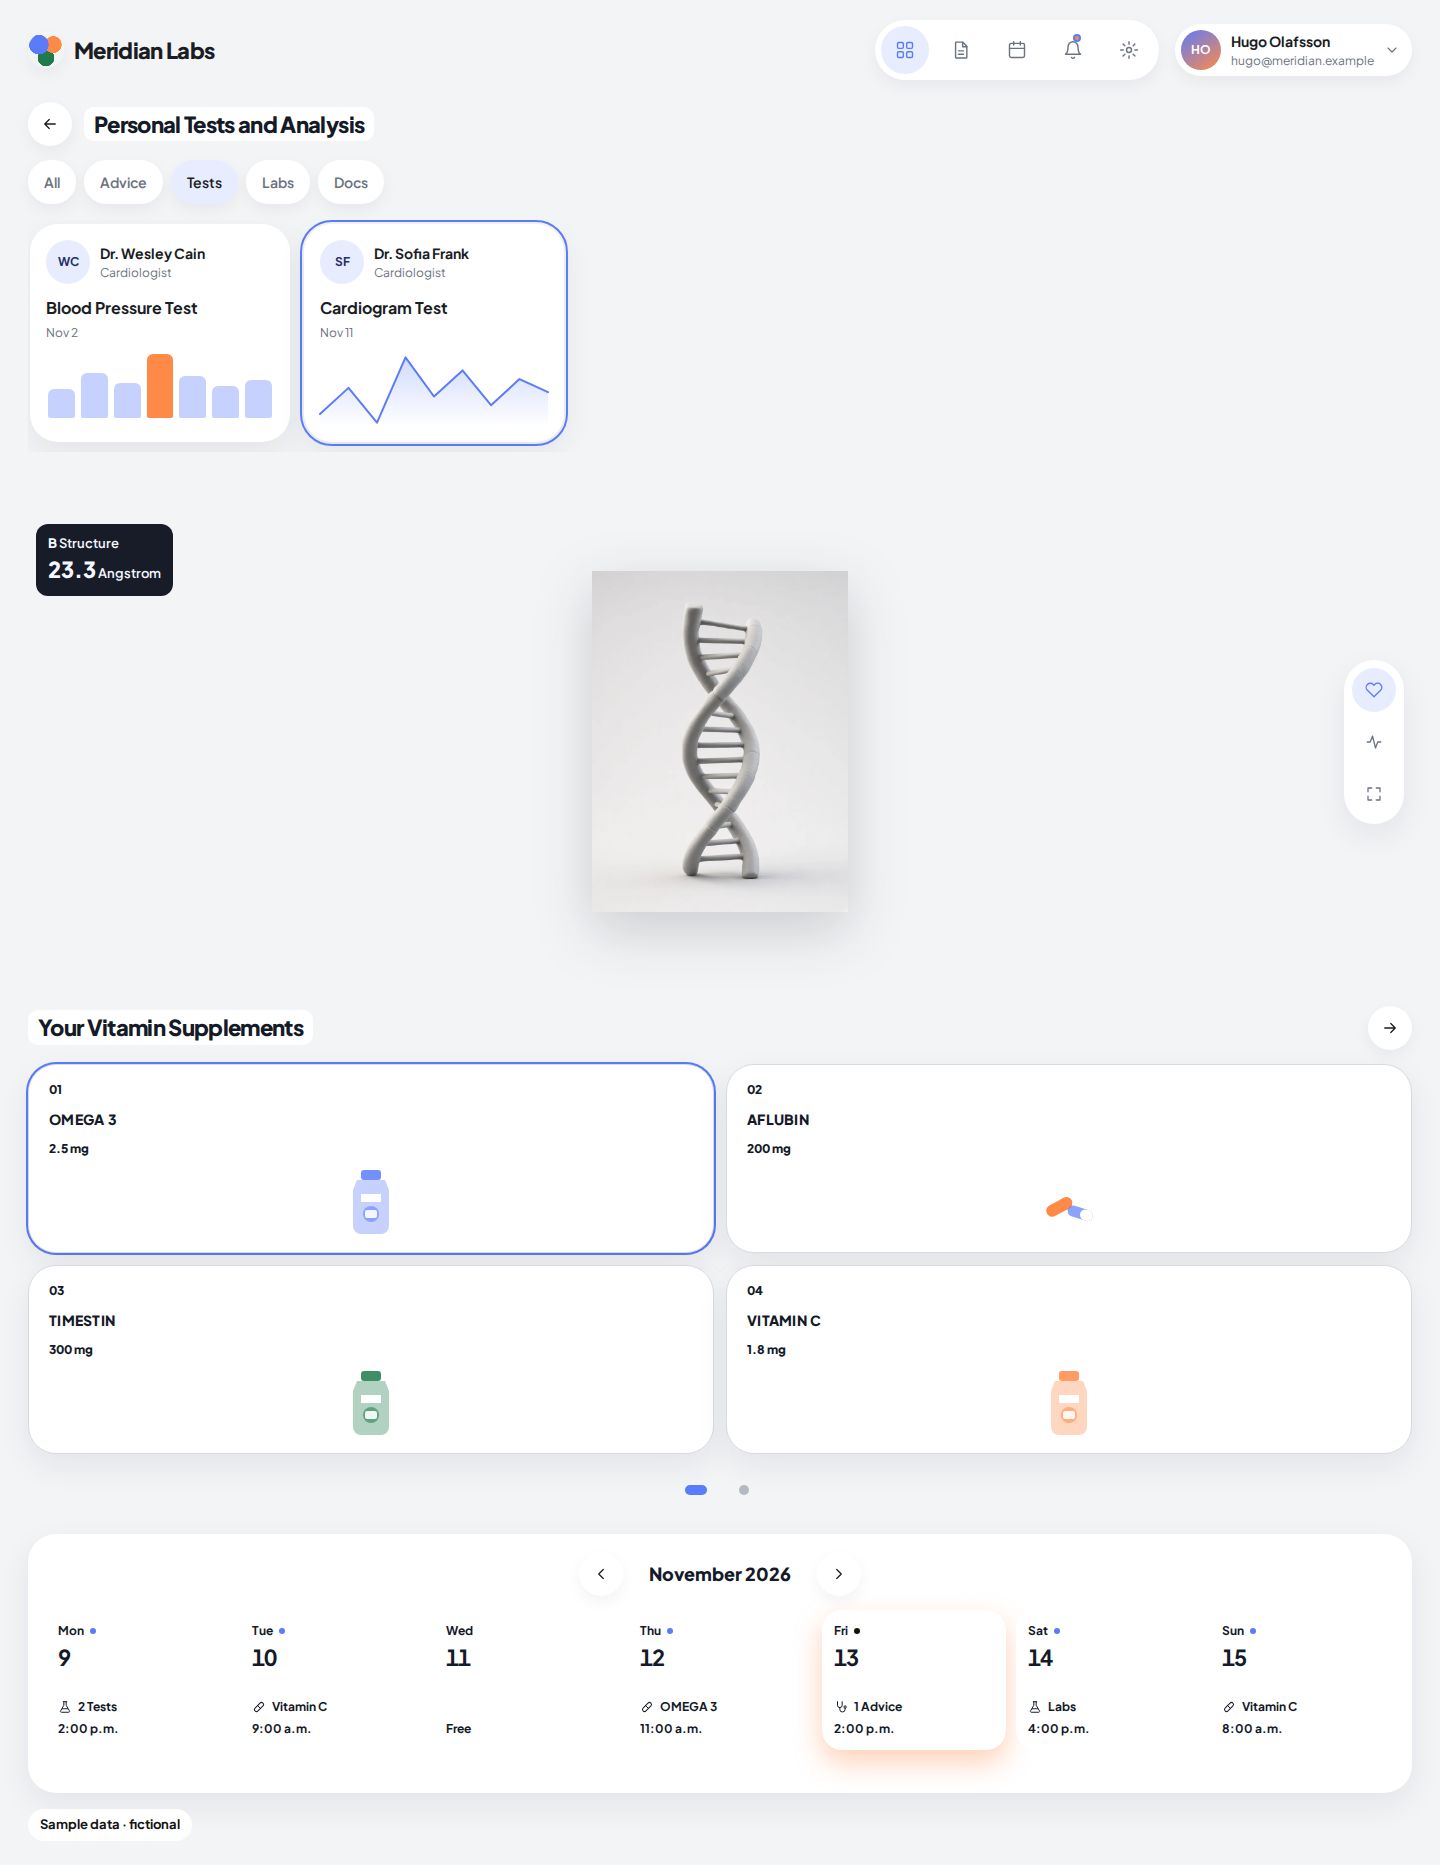 Meridian Labs
HO
Hugo Olafsson
hugo@meridian.example
Personal Tests and Analysis
All
Advice
Tests
Labs
Docs
WC
Dr. Wesley Cain
Cardiologist
Blood Pressure Test
Nov 2
SF
Dr. Sofia Frank
Cardiologist
Cardiogram Test
Nov 11
B Structure
23.3 Angstrom
Your Vitamin Supplements
01
OMEGA 3
2.5 mg
02
AFLUBIN
200 mg
03
TIMESTIN
300 mg
04
VITAMIN C
1.8 mg
November 2026
Mon
9
2 Tests
2:00 p.m.
Tue
10
Vitamin C
9:00 a.m.
Wed
11
Free
Thu
12
OMEGA 3
11:00 a.m.
Fri
13
1 Advice
2:00 p.m.
Sat
14
Labs
4:00 p.m.
Sun
15
Vitamin C
8:00 a.m.
Sample data · fictional